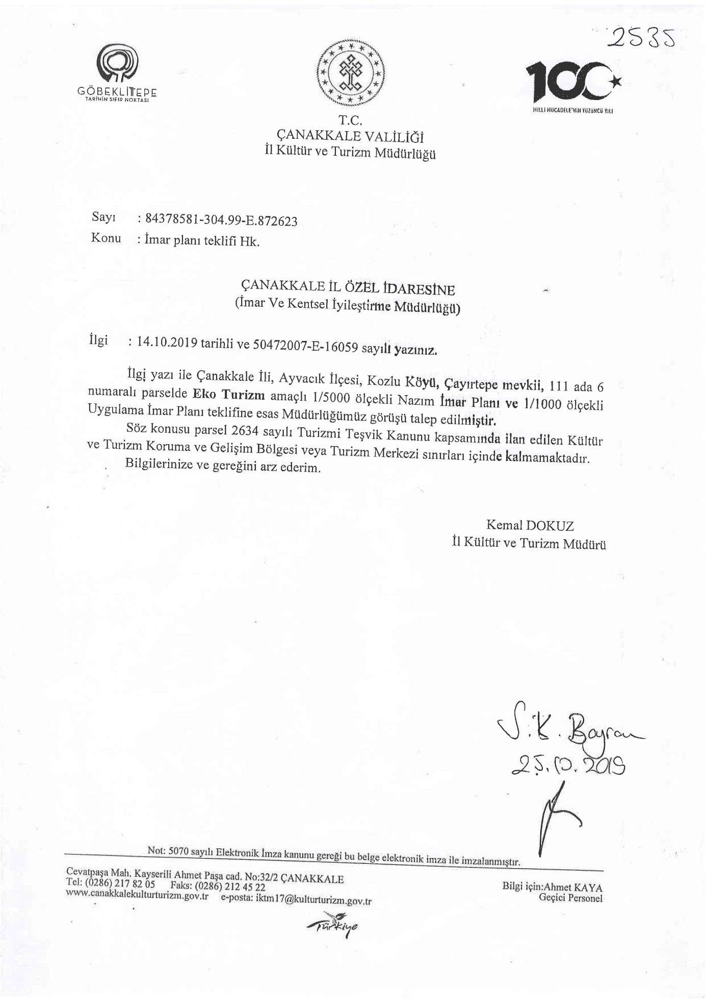 2535
GÖBEKLİTEPE
TARİHİN SIFIR NOKTASI
100
MİLLİ MÜCADELE'NİN YÜZÜNCÜ YILI
T.C.
ÇANAKKALE VALİLİĞİ
İl Kültür ve Turizm Müdürlüğü
Sayı : 84378581-304.99-E.872623
Konu : İmar planı teklifi Hk.
ÇANAKKALE İL ÖZEL İDARESİNE
(İmar Ve Kentsel İyileştirme Müdürlüğü)
İlgi : 14.10.2019 tarihli ve 50472007-E-16059 sayılı yazınız.
İlgi yazı ile Çanakkale İli, Ayvacık İlçesi, Kozlu Köyü, Çayırtepe mevkii, 111 ada 6
numaralı parselde Eko Turizm amaçlı 1/5000 ölçekli Nazım İmar Planı ve 1/1000 ölçekli
Uygulama İmar Planı teklifine esas Müdürlüğümüz görüşü talep edilmiştir.
Söz konusu parsel 2634 sayılı Turizmi Teşvik Kanunu kapsamında ilan edilen Kültür
ve Turizm Koruma ve Gelişim Bölgesi veya Turizm Merkezi sınırları içinde kalmamaktadır.
Bilgilerinize ve gereğini arz ederim.
Kemal DOKUZ
İl Kültür ve Turizm Müdürü
S.K. Bayram
25.10.2019
Not: 5070 sayılı Elektronik İmza kanunu gereği bu belge elektronik imza ile imzalanmıştır.
Cevatpaşa Mah. Kayserili Ahmet Paşa cad. No:32/2 ÇANAKKALE
Tel: (0286) 217 82 05 Faks: (0286) 212 45 22
www.canakkalekulturturizm.gov.tr e-posta: iktm17@kulturturizm.gov.tr
Bilgi için:Ahmet KAYA
Geçici Personel
Türkiye